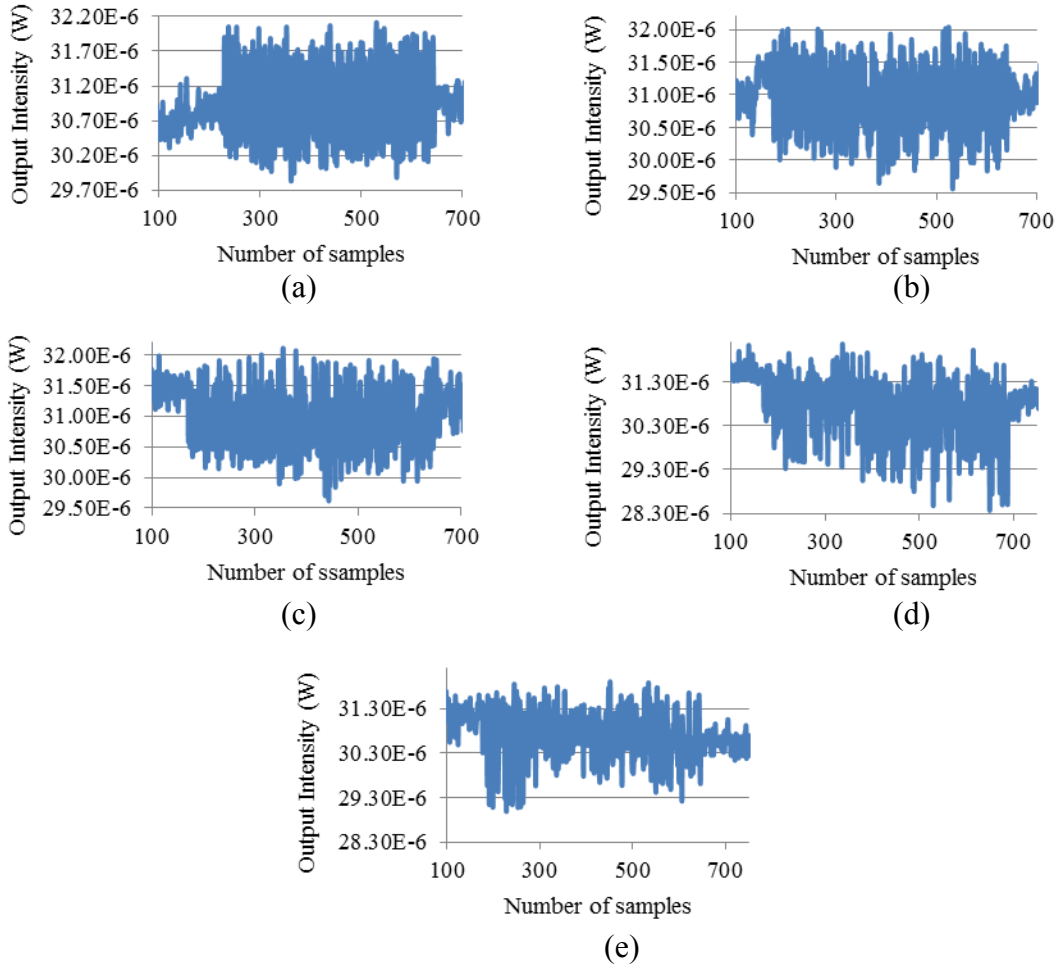 Output Intensity (W)
32.20E-6
31.70E-6
31.20E-6
30.70E-6
30.20E-6
29.70E-6
100 300 500 700
Number of samples
(a)
Output Intensity (W)
32.00E-6
31.50E-6
31.00E-6
30.50E-6
30.00E-6
29.50E-6
100 300 500 700
Number of samples
(b)
Output Intensity (W)
32.00E-6
31.50E-6
31.00E-6
30.50E-6
30.00E-6
29.50E-6
100 300 500 700
Number of ssamples
(c)
Output Intensity (W)
31.30E-6
30.30E-6
29.30E-6
28.30E-6
100 300 500 700
Number of samples
(d)
Output Intensity (W)
31.30E-6
30.30E-6
29.30E-6
28.30E-6
100 300 500 700
Number of samples
(e)